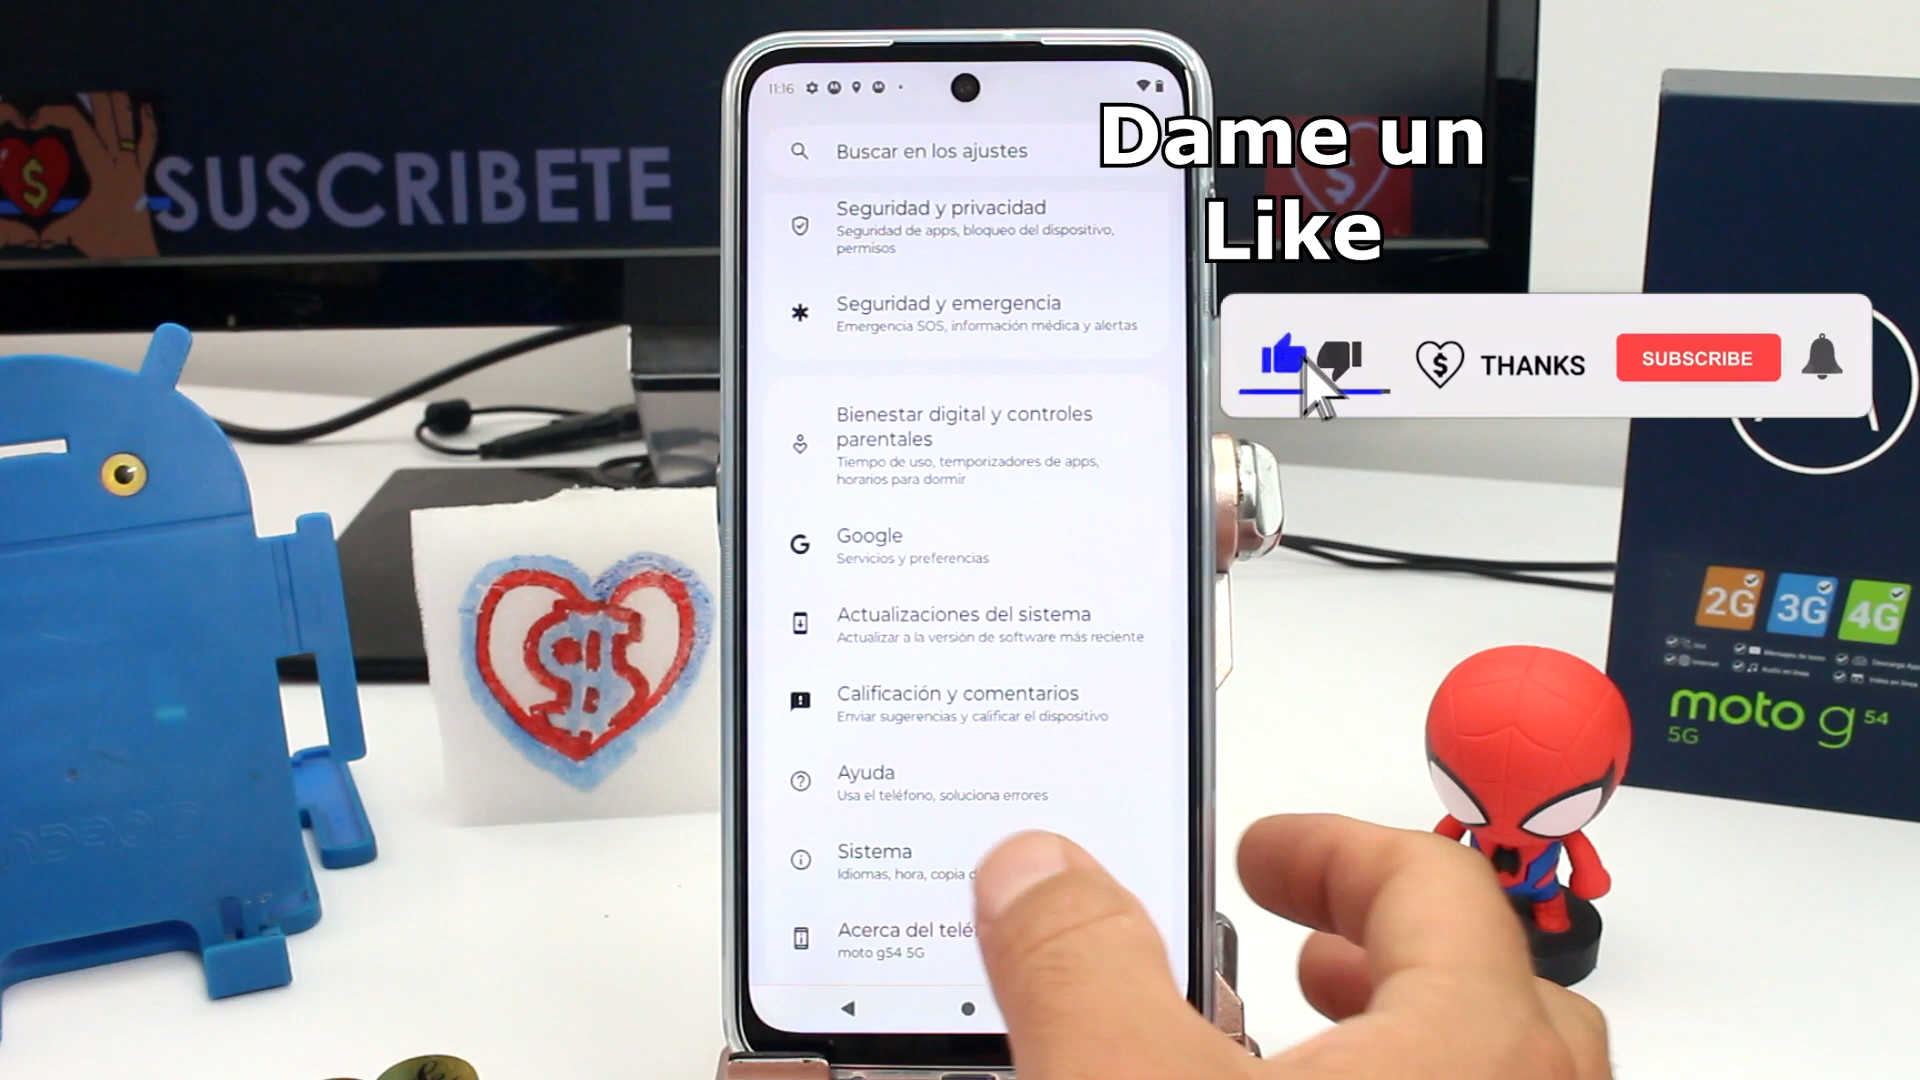 SUSCRIBETE
11:16
Buscar en los ajustes
Seguridad y privacidad
Seguridad de apps, bloqueo del dispositivo,
permisos
Seguridad y emergencia
Emergencia SOS, información médica y alertas
Bienestar digital y controles
parentales
Tiempo de uso, temporizadores de apps,
horarios para dormir
Google
Servicios y preferencias
Actualizaciones del sistema
Actualizar a la versión de software más reciente
Calificación y comentarios
Enviar sugerencias y calificar el dispositivo
Ayuda
Usa el teléfono, soluciona errores
Sistema
Idiomas, hora, copia
Acerca del
moto g54 5G
Dame un
Like
THANKS
SUBSCRIBE
2G 3G 4G
moto g 54
5G